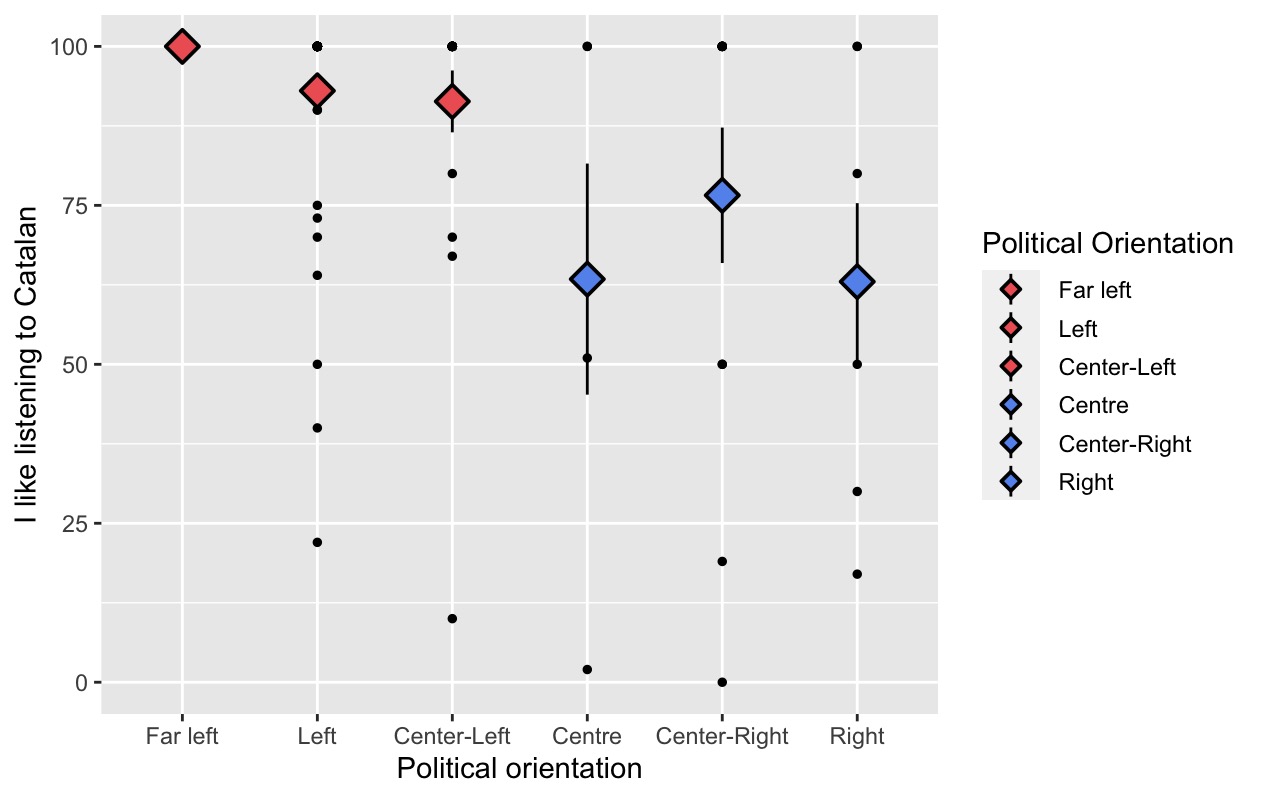 I like listening to Catalan
100
75
50
25
0
Far left Left Center-Left Centre Center-Right Right
Political orientation
Political Orientation
Far left
Left
Center-Left
Centre
Center-Right
Right